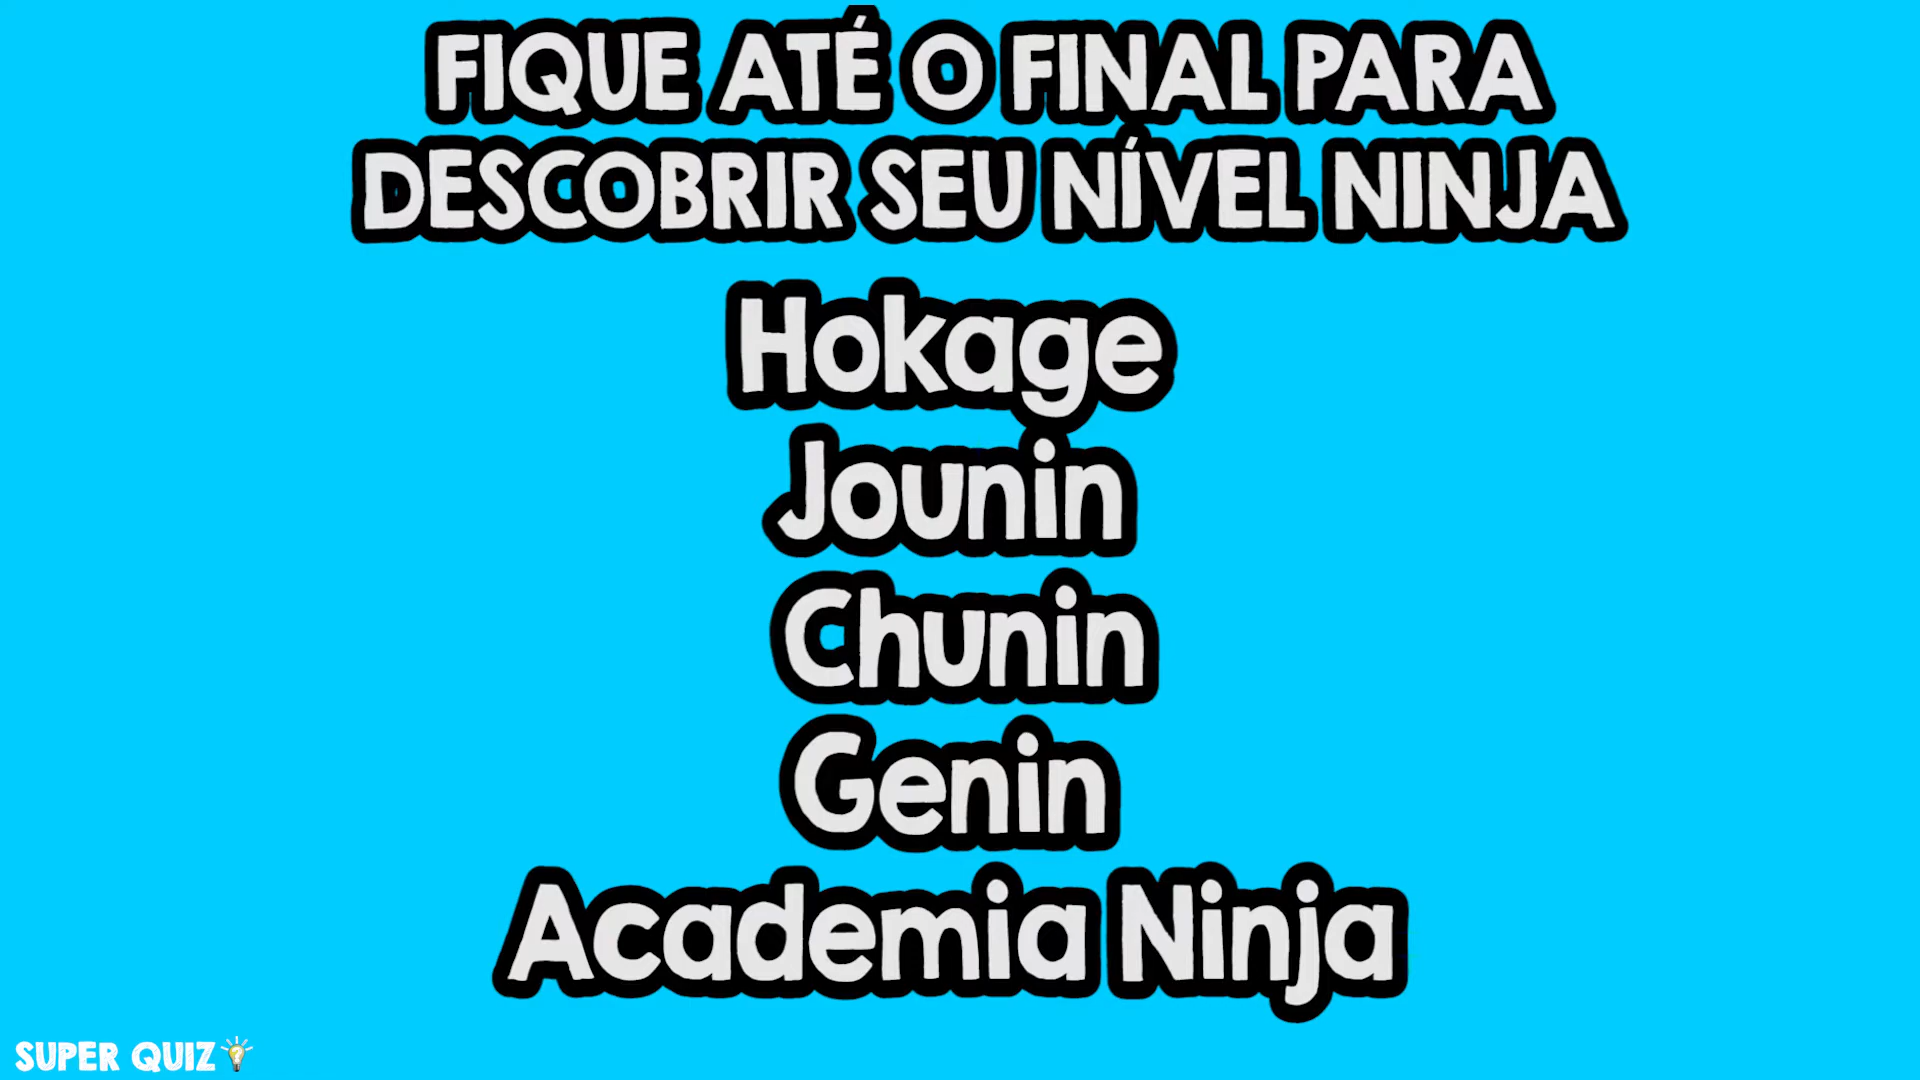 FIQUE ATÉ O FINAL PARA
DESCOBRIR SEU NÍVEL NINJA
Hokage
Jounin
Chunin
Genin
Academia Ninja
SUPER QUIZ